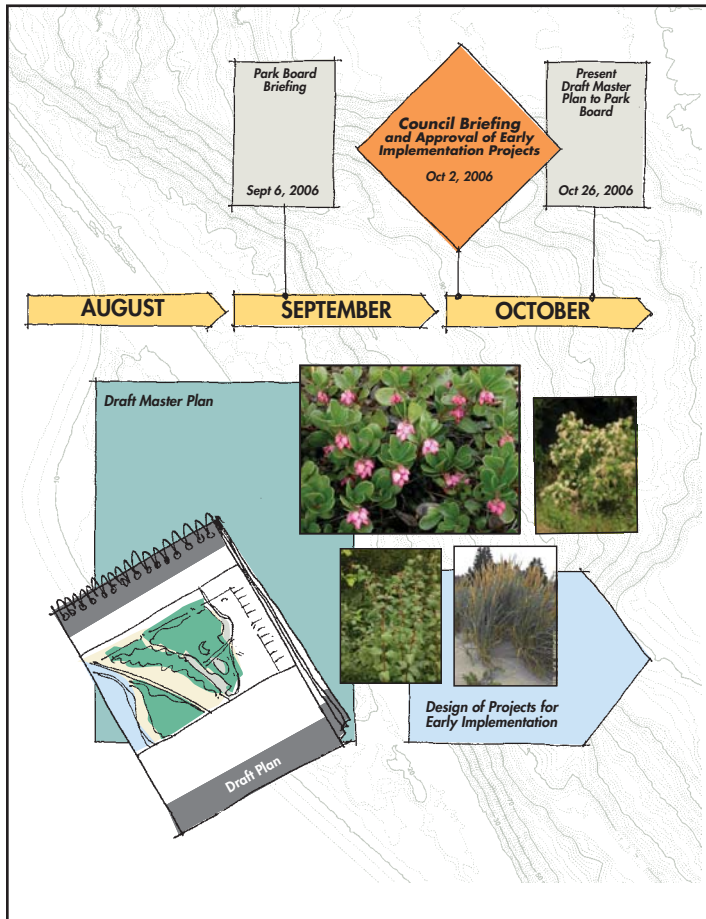 Park Board
Briefing
Sept 6, 2006
Council Briefing
and Approval of Early
Implementation Projects
Oct 2, 2006
Present
Draft Master
Plan to Park
Board
Oct 26, 2006
AUGUST
SEPTEMBER
OCTOBER
Draft Master Plan
Draft Plan
Design of Projects for
Early Implementation